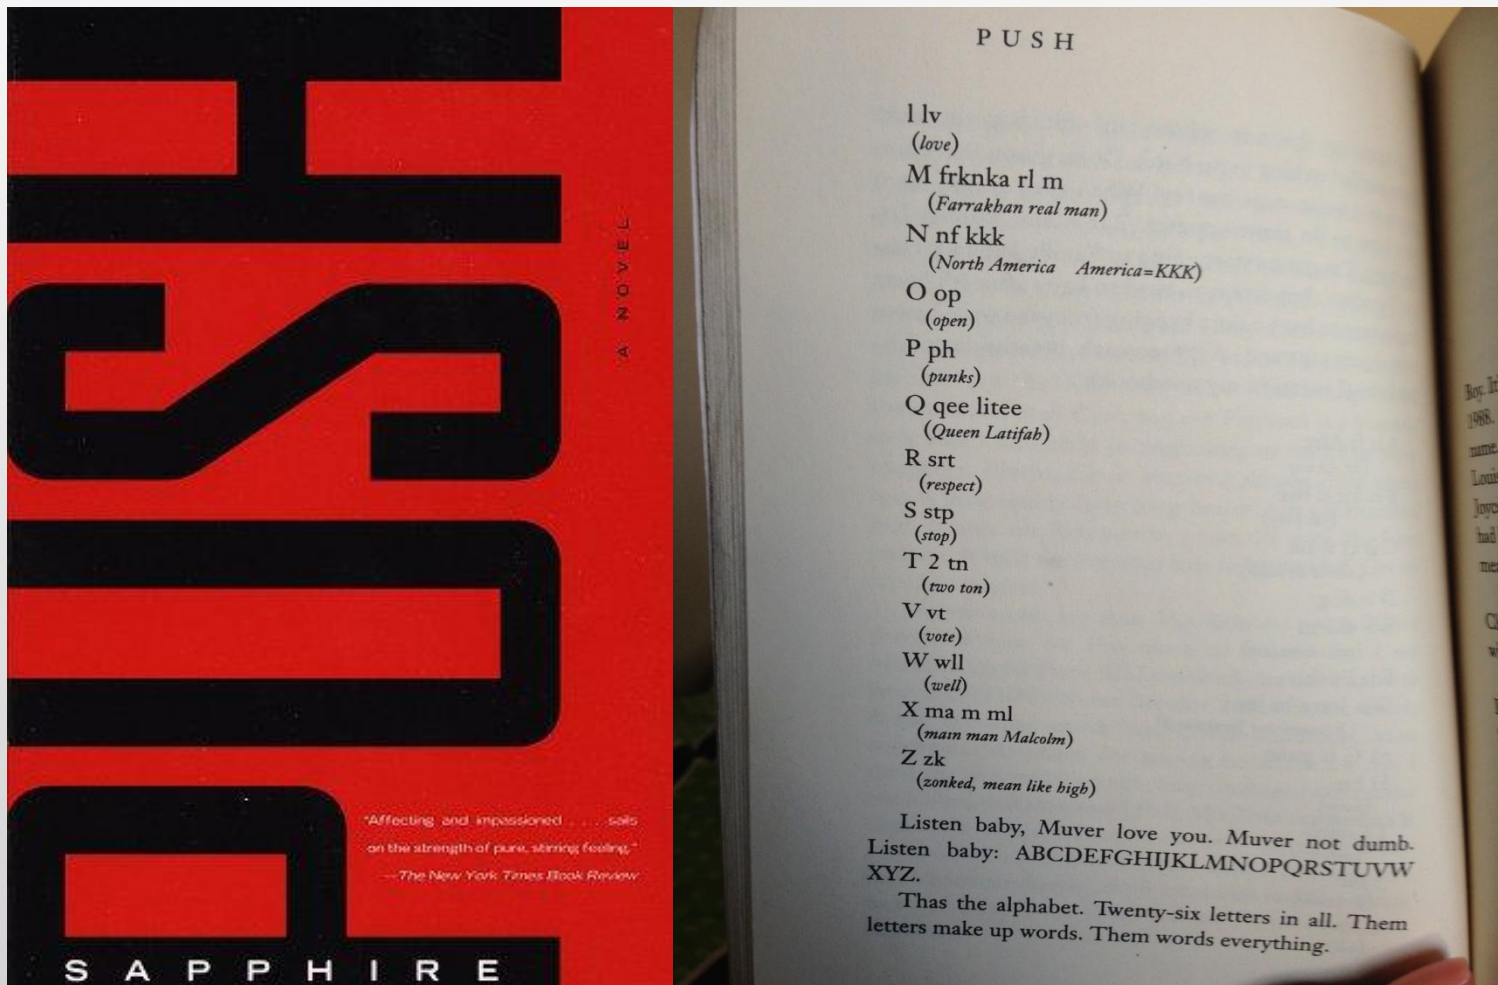 PUSH
A NOVEL
"Affecting and impassioned . . . sails
on the strength of pure, stirring feeling."
—The New York Times Book Review
SAPPHIRE
PUSH
l lv
(love)
M frknka rl m
(Farrakhan real man)
N nf kkk
(North America America=KKK)
O op
(open)
P ph
(punks)
Q qee litee
(Queen Latifah)
R srt
(respect)
S stp
(stop)
T 2 tn
(two ton)
V vt
(vote)
W wll
(well)
X ma m ml
(main man Malcolm)
Z zk
(zonked, mean like high)
Listen baby, Muver love you. Muver not dumb.
Listen baby: ABCDEFGHIJKLMNOPQRSTUVW
XYZ.
Thas the alphabet. Twenty-six letters in all. Them
letters make up words. Them words everything.
Boy.
1988.
name
had